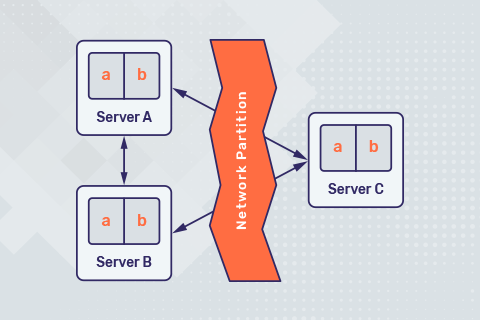 a b
Server A
a b
Server B
Network Partition
a b
Server C